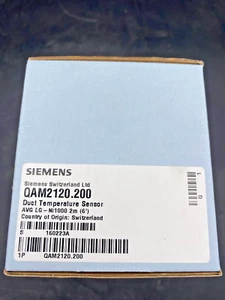 SIEMENS
Siemens Switzerland Ltd
QAM2120.200
Duct Temperature Sensor
AVG LG-Ni1000 2m (6')
Country of Origin: Switzerland
S 160223A
1P QAM2120.200